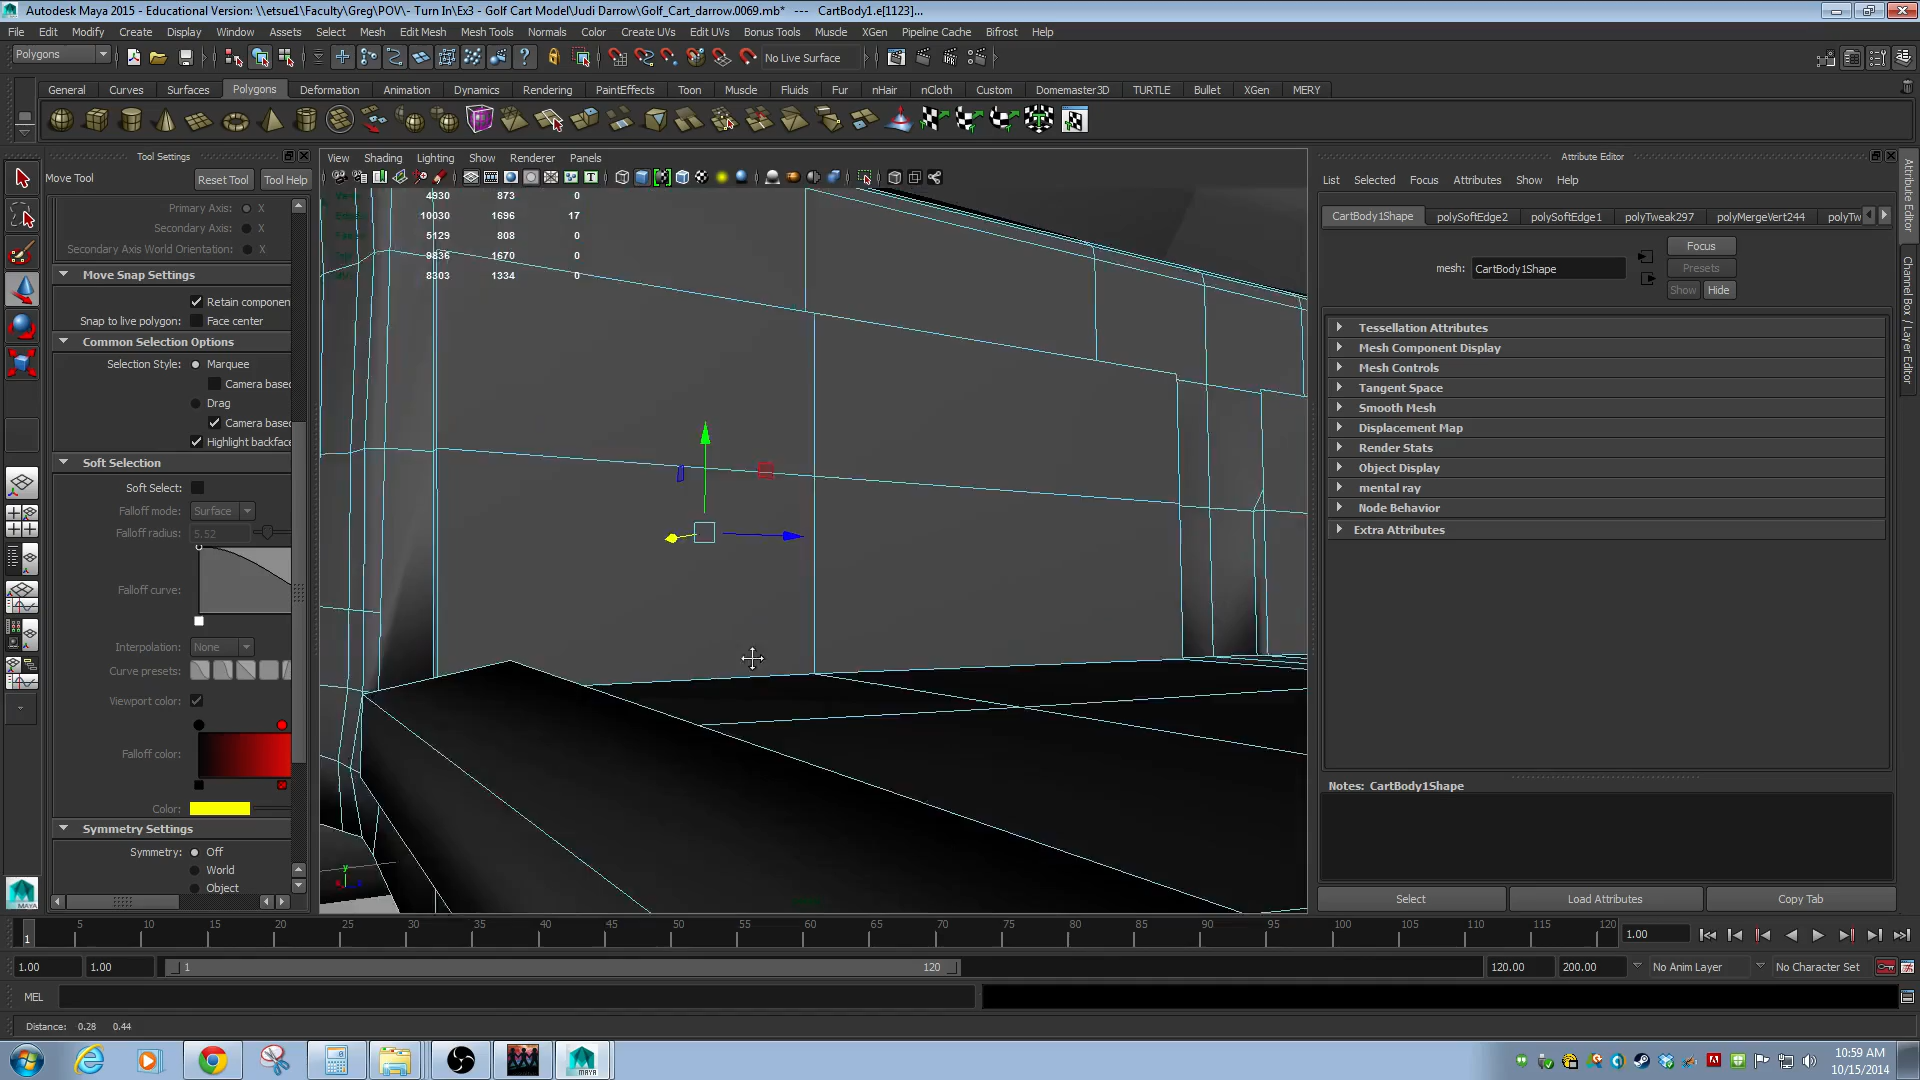 Autodesk Maya 2015 - Educational Version: \\etsue1\Faculty\Greg\POV\- Turn In\Ex3 - Golf Cart Model\Judi Darrow\Golf_Cart_darrow.0069.mb* --- CartBody1.e[1123]...
File Edit Modify Create Display Window Assets Select Mesh Edit Mesh Mesh Tools Normals Color Create UVs Edit UVs Bonus Tools Muscle XGen Pipeline Cache Bifrost Help
Polygons No Live Surface
General Curves Surfaces Polygons Deformation Animation Dynamics Rendering PaintEffects Toon Muscle Fluids Fur nHair nCloth Custom Domemaster3D TURTLE Bullet XGen MERY
Tool Settings
Move Tool Reset Tool Tool Help
Primary Axis: X
Secondary Axis: X
Secondary Axis World Orientation: X
Move Snap Settings
Retain componen
Snap to live polygon: Face center
Common Selection Options
Selection Style: Marquee
Camera based
Drag
Camera based
Highlight backface
Soft Selection
Soft Select:
Falloff mode: Surface
Falloff radius: 5.52
Falloff curve:
Interpolation: None
Curve presets:
Viewport color:
Falloff color:
Color:
Symmetry Settings
Symmetry: Off
World
Object
View Shading Lighting Show Renderer Panels
4930 873 0
10030 1696 17
5129 808 0
9836 1670 0
8303 1334 0
y
Attribute Editor
List Selected Focus Attributes Show Help
CartBody1Shape polySoftEdge2 polySoftEdge1 polyTweak297 polyMergeVert244 polyTw
mesh: CartBody1Shape
Focus
Presets
Show Hide
Tessellation Attributes
Mesh Component Display
Mesh Controls
Tangent Space
Smooth Mesh
Displacement Map
Render Stats
Object Display
mental ray
Node Behavior
Extra Attributes
Notes: CartBody1Shape
Select Load Attributes Copy Tab
Attribute Editor
Channel Box / Layer Editor
1 5 10 15 20 25 30 35 40 45 50 55 60 65 70 75 80 85 90 95 100 105 110 115 120 1.00
1.00 1.00 1 120 120.00 200.00 No Anim Layer No Character Set
MEL
Distance: 0.28 0.44
10:59 AM
10/15/2014